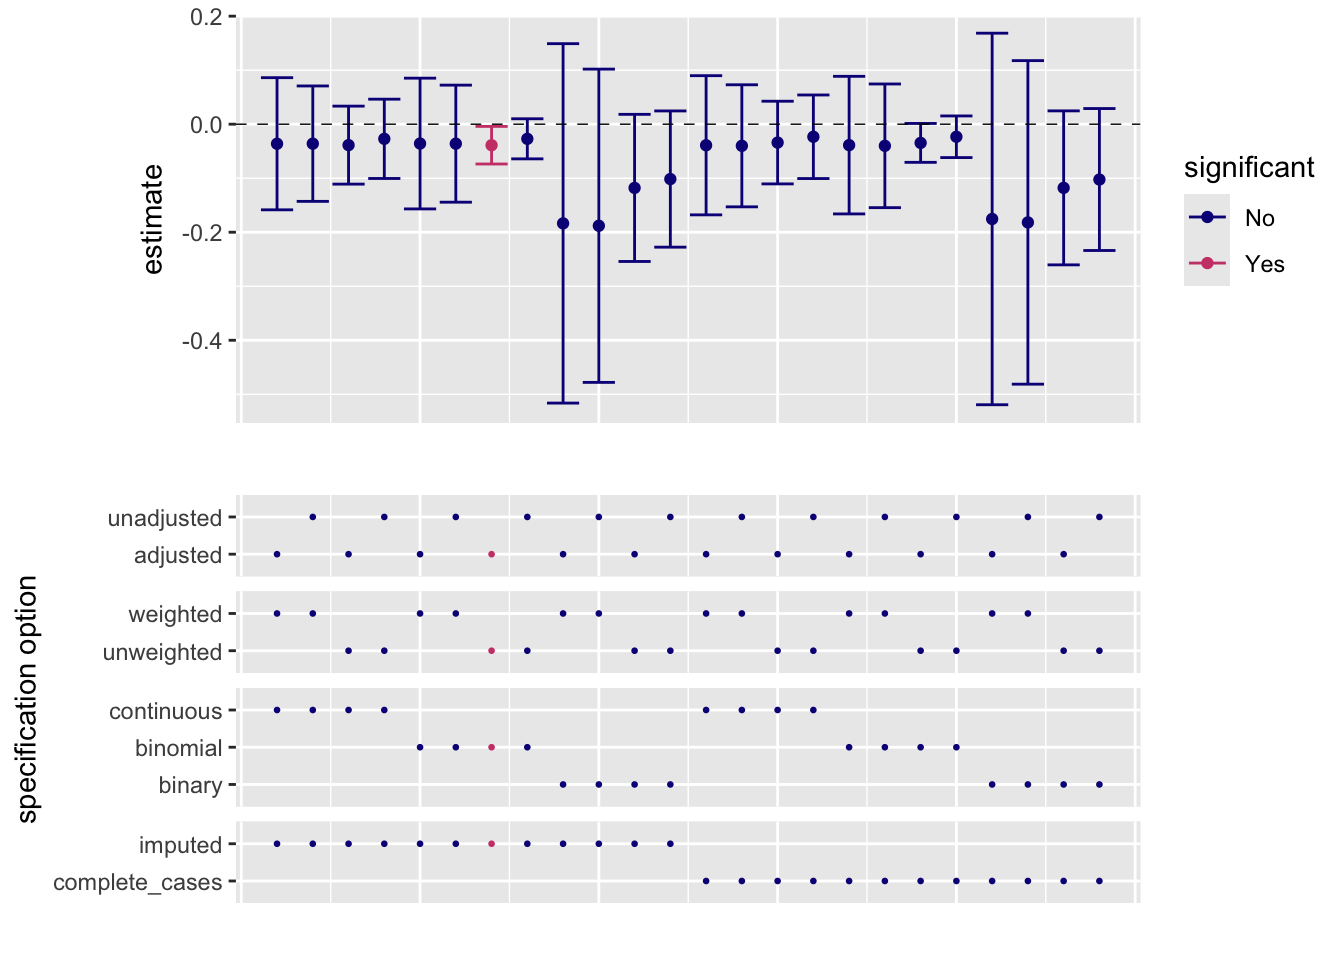 0.2
0.0
-0.2
-0.4
estimate
significant
No
Yes
unadjusted
adjusted
weighted
unweighted
continuous
binomial
binary
imputed
complete_cases
specification option